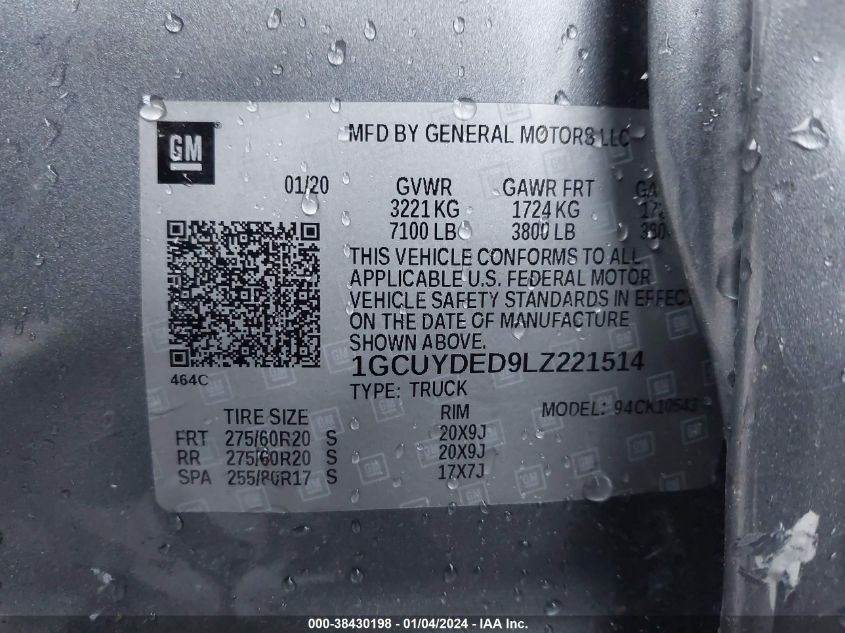 GM
MFD BY GENERAL MOTORS LLC
01/20 GVWR GAWR FRT
3221 KG 1724 KG
7100 LB 3800 LB
THIS VEHICLE CONFORMS TO ALL
APPLICABLE U.S. FEDERAL MOTOR
VEHICLE SAFETY STANDARDS IN EFFECT
ON THE DATE OF MANUFACTURE
SHOWN ABOVE.
1GCUYDED9LZ221514
464C
TYPE: TRUCK
MODEL: 94CK10543
TIRE SIZE RIM
FRT 275/60R20 S 20X9J
RR 275/60R20 S 20X9J
SPA 255/80R17 S 17X7J
000-38430198 - 01/04/2024 - IAA Inc.